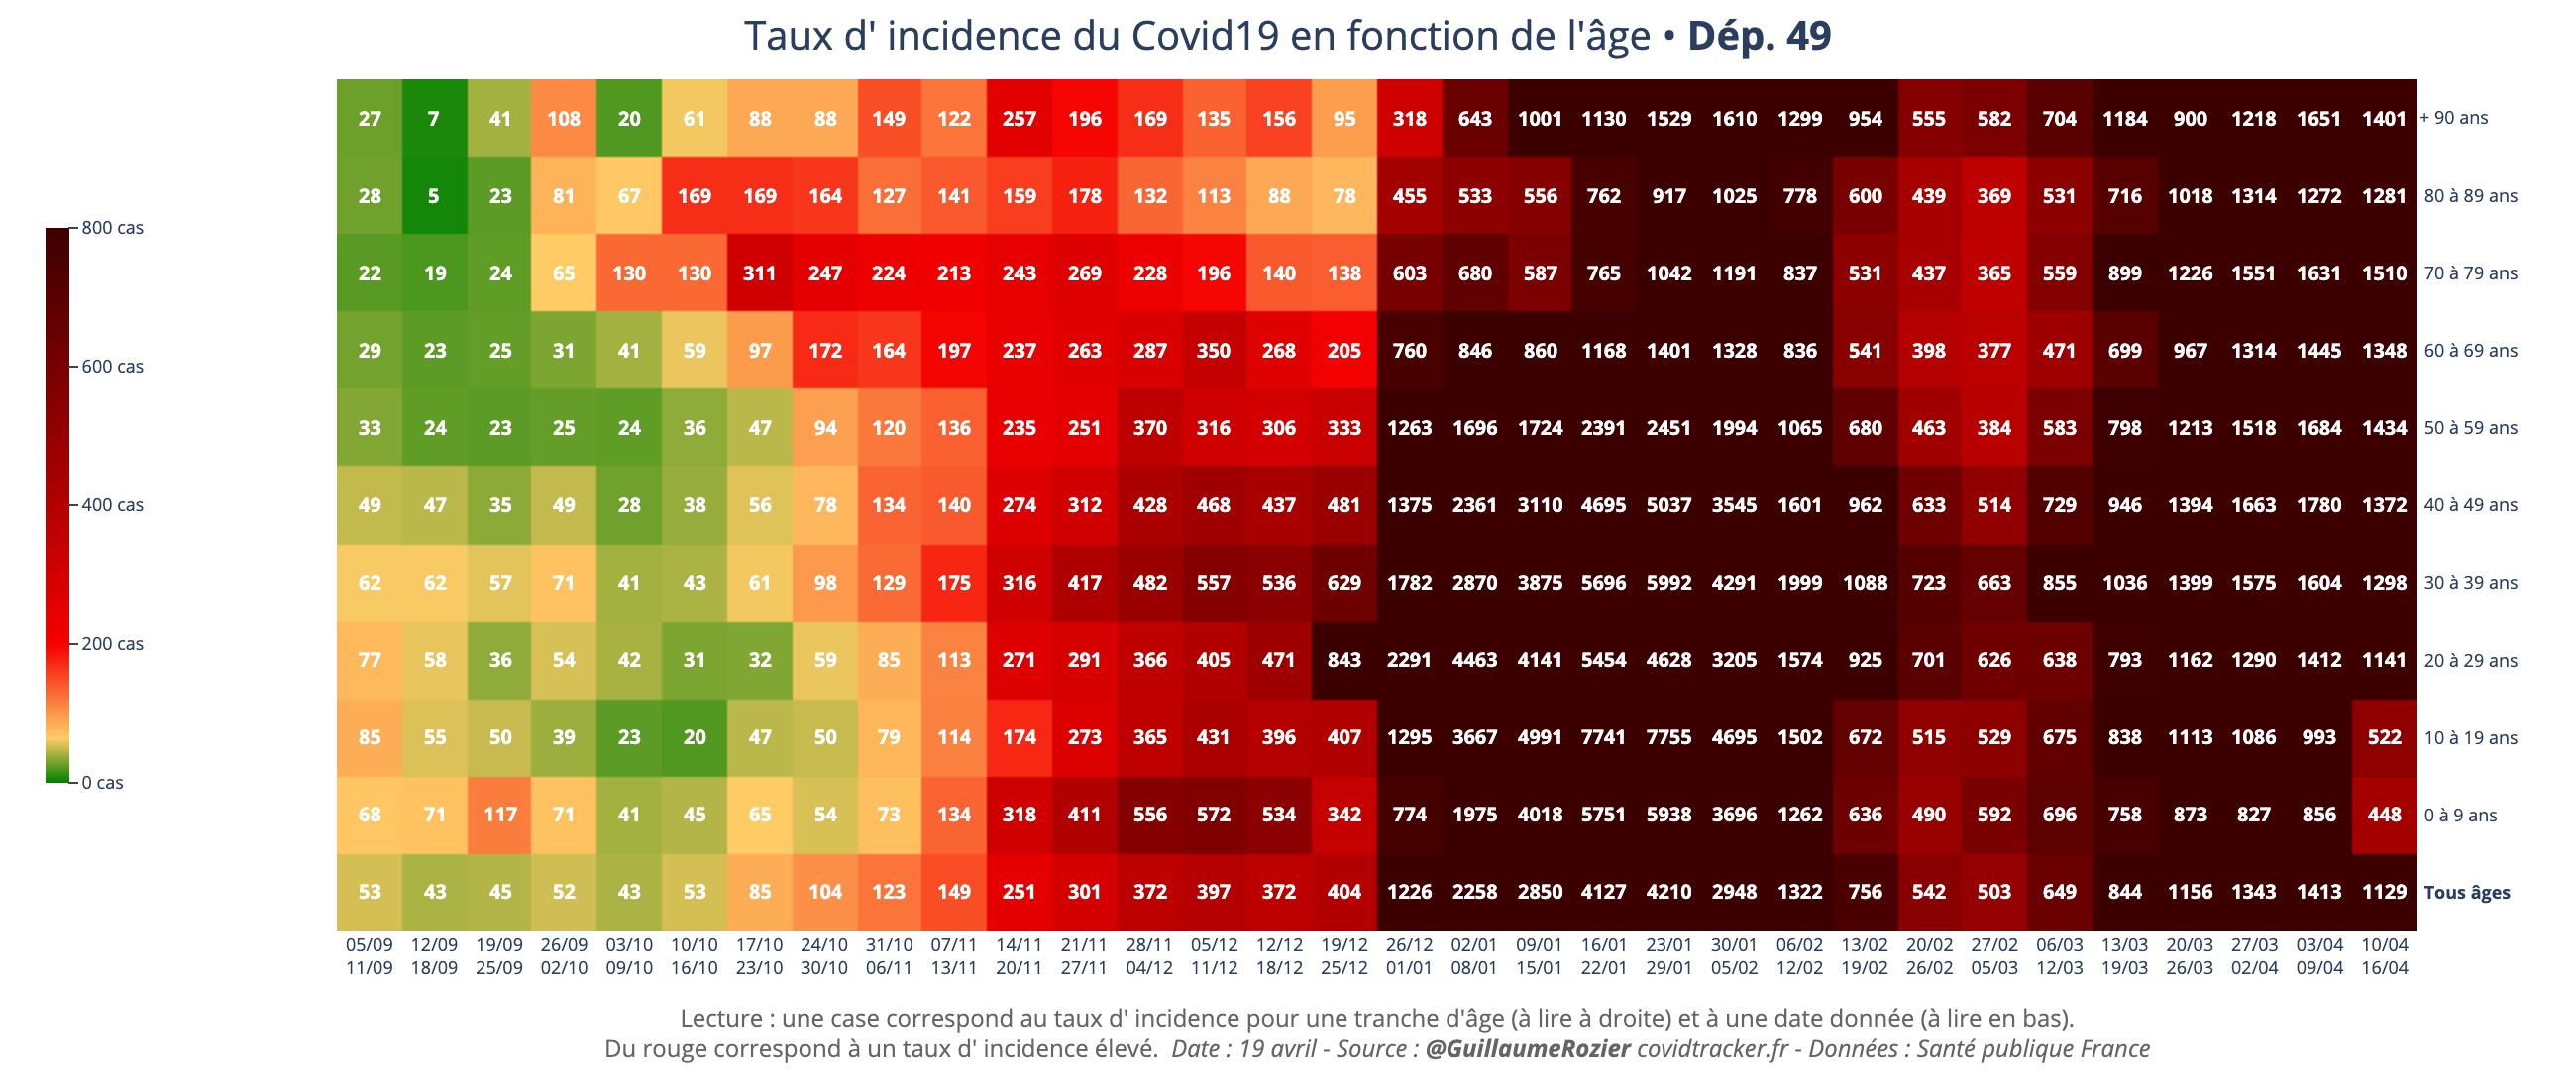 Taux d' incidence du Covid19 en fonction de l'âge • Dép. 49
800 cas
600 cas
400 cas
200 cas
0 cas
27 7 41 108 20 61 88 88 149 122 257 196 169 135 156 95 318 643 1001 1130 1529 1610 1299 954 555 582 704 1184 900 1218 1651 1401 + 90 ans
28 5 23 81 67 169 169 164 127 141 159 178 132 113 88 78 455 533 556 762 917 1025 778 600 439 369 531 716 1018 1314 1272 1281 80 à 89 ans
22 19 24 65 130 130 311 247 224 213 243 269 228 196 140 138 603 680 587 765 1042 1191 837 531 437 365 559 899 1226 1551 1631 1510 70 à 79 ans
29 23 25 31 41 59 97 172 164 197 237 263 287 350 268 205 760 846 860 1168 1401 1328 836 541 398 377 471 699 967 1314 1445 1348 60 à 69 ans
33 24 23 25 24 36 47 94 120 136 235 251 370 316 306 333 1263 1696 1724 2391 2451 1994 1065 680 463 384 583 798 1213 1518 1684 1434 50 à 59 ans
49 47 35 49 28 38 56 78 134 140 274 312 428 468 437 481 1375 2361 3110 4695 5037 3545 1601 962 633 514 729 946 1394 1663 1780 1372 40 à 49 ans
62 62 57 71 41 43 61 98 129 175 316 417 482 557 536 629 1782 2870 3875 5696 5992 4291 1999 1088 723 663 855 1036 1399 1575 1604 1298 30 à 39 ans
77 58 36 54 42 31 32 59 85 113 271 291 366 405 471 843 2291 4463 4141 5454 4628 3205 1574 925 701 626 638 793 1162 1290 1412 1141 20 à 29 ans
85 55 50 39 23 20 47 50 79 114 174 273 365 431 396 407 1295 3667 4991 7741 7755 4695 1502 672 515 529 675 838 1113 1086 993 522 10 à 19 ans
68 71 117 71 41 45 65 54 73 134 318 411 556 572 534 342 774 1975 4018 5751 5938 3696 1262 636 490 592 696 758 873 827 856 448 0 à 9 ans
53 43 45 52 43 53 85 104 123 149 251 301 372 397 372 404 1226 2258 2850 4127 4210 2948 1322 756 542 503 649 844 1156 1343 1413 1129 Tous âges
05/09 12/09 19/09 26/09 03/10 10/10 17/10 24/10 31/10 07/11 14/11 21/11 28/11 05/12 12/12 19/12 26/12 02/01 09/01 16/01 23/01 30/01 06/02 13/02 20/02 27/02 06/03 13/03 20/03 27/03 03/04 10/04
11/09 18/09 25/09 02/10 09/10 16/10 23/10 30/10 06/11 13/11 20/11 27/11 04/12 11/12 18/12 25/12 01/01 08/01 15/01 22/01 29/01 05/02 12/02 19/02 26/02 05/03 12/03 19/03 26/03 02/04 09/04 16/04
Lecture : une case correspond au taux d' incidence pour une tranche d'âge (à lire à droite) et à une date donnée (à lire en bas).
Du rouge correspond à un taux d' incidence élevé. Date : 19 avril - Source : @GuillaumeRozier covidtracker.fr - Données : Santé publique France